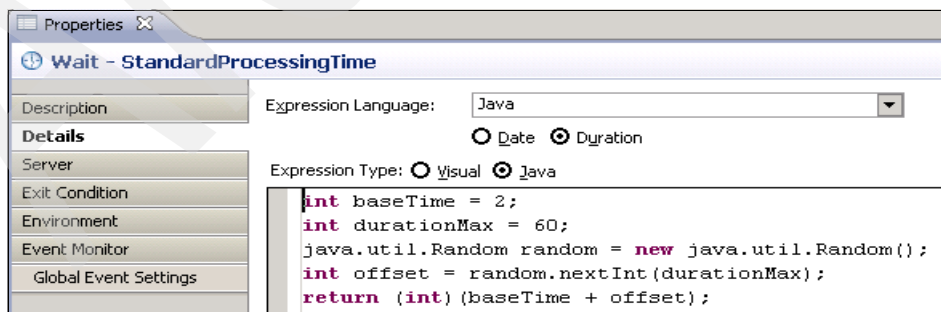 Properties
Wait - StandardProcessingTime
Description
Details
Server
Exit Condition
Environment
Event Monitor
Global Event Settings
Expression Language: Java
Date Duration
Expression Type: Visual Java
int baseTime = 2;
int durationMax = 60;
java.util.Random random = new java.util.Random();
int offset = random.nextInt(durationMax);
return (int)(baseTime + offset);